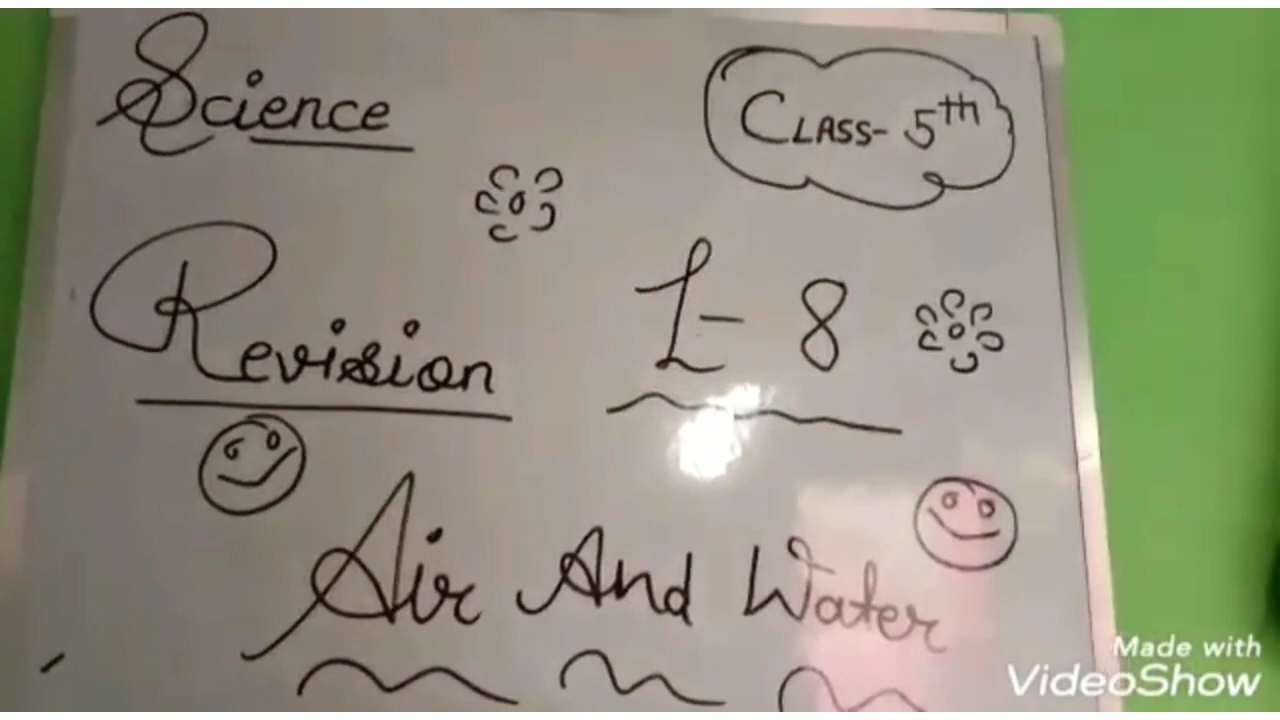 Science
Class- 5th
Revision
L- 8
Air And Water
Made with
VideoShow